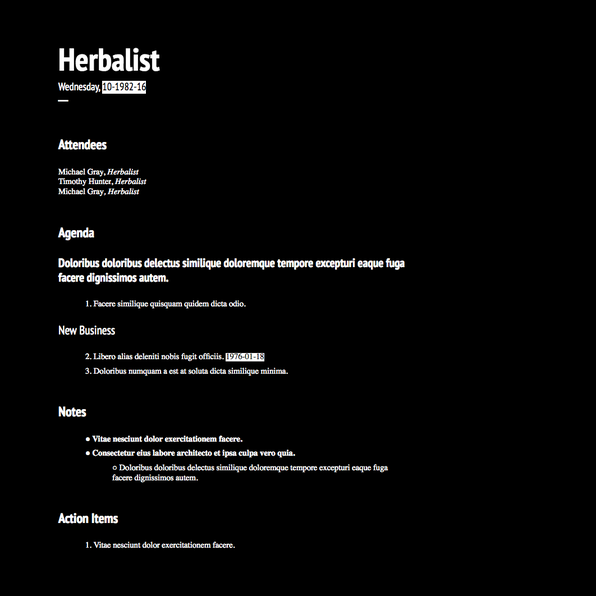 Herbalist
Wednesday, 10-1982-16
Attendees
Michael Gray, Herbalist
Timothy Hunter, Herbalist
Michael Gray, Herbalist
Agenda
Doloribus doloribus delectus similique doloremque tempore excepturi eaque fuga
facere dignissimos autem.
1. Facere similique quisquam quidem dicta odio.
New Business
2. Libero alias deleniti nobis fugit officiis. 1976-01-18
3. Doloribus numquam a est at soluta dicta similique minima.
Notes
● Vitae nesciunt dolor exercitationem facere.
● Consectetur eius labore architecto et ipsa culpa vero quia.
○ Doloribus doloribus delectus similique doloremque tempore excepturi eaque fuga
facere dignissimos autem.
Action Items
1. Vitae nesciunt dolor exercitationem facere.